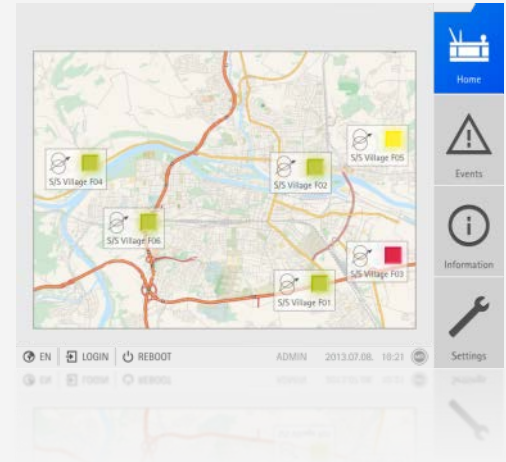 Home
S/S Village F05
Events
S/S Village F04
S/S Village F02
S/S Village F06
Information
S/S Village F03
S/S Village F01
EN LOGIN REBOOT ADMIN 2013.07.08. 16:21
Settings